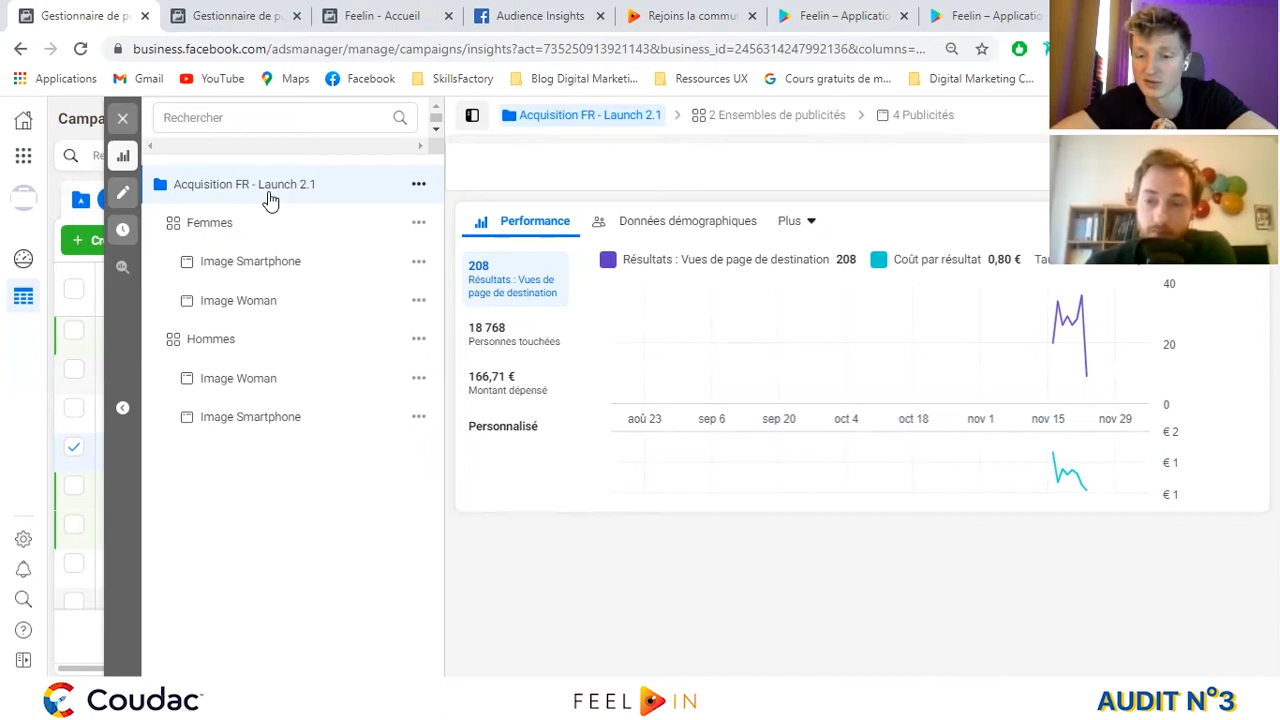 Gestionnaire de pu
Gestionnaire de pu
Feelin - Accueil
Audience Insights
Rejoins la commu
Feelin – Applicatio
Feelin – Applicatio
business.facebook.com/adsmanager/manage/campaigns/insights?act=735250913921143&business_id=2456314247992136&columns=...
Applications
Gmail
YouTube
Maps
Facebook
SkilsFactory
Blog Digital Marketi...
Ressources UX
Cours gratuits de m...
Digital Marketing C...
Campa
Rechercher
Acquisition FR - Launch 2.1
2 Ensembles de publicités
4 Publicités
Re
Cr
Acquisition FR - Launch 2.1
Femmes
Image Smartphone
Image Woman
Hommes
Image Woman
Image Smartphone
Performance
Données démographiques
Plus
208
Résultats : Vues de
page de destination
18 768
Personnes touchées
166,71 €
Montant dépensé
Personnalisé
Résultats : Vues de page de destination 208
Coût par résultat 0,80 €
Tau
40
20
0
aoû 23
sep 6
sep 20
oct 4
oct 18
nov 1
nov 15
nov 29
€ 2
€ 1
€ 1
Coudac
FEEL IN
AUDIT N°3